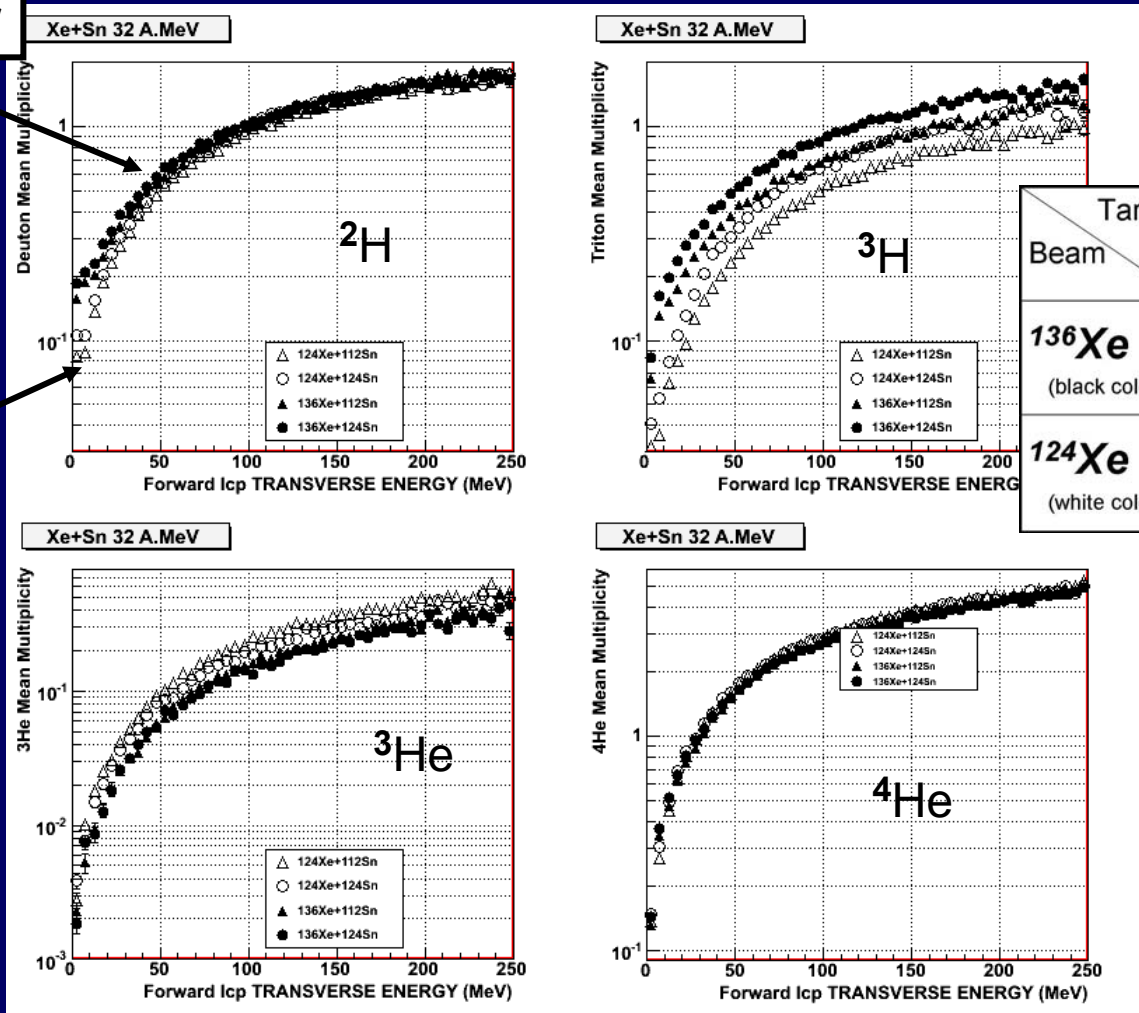 Xe+Sn 32 A.MeV
Deuton Mean Multiplicity
1
10-1
²H
124Xe+112Sn
124Xe+124Sn
136Xe+112Sn
136Xe+124Sn
0 50 100 150 200 250
Forward lcp TRANSVERSE ENERGY (MeV)
Xe+Sn 32 A.MeV
Triton Mean Multiplicity
1
10-1
³H
124Xe+112Sn
124Xe+124Sn
136Xe+112Sn
136Xe+124Sn
0 50 100 150 200
Forward lcp TRANSVERSE ENERG
Tar
Beam
136Xe
(black col
124Xe
(white col
Xe+Sn 32 A.MeV
3He Mean Multiplicity
10-1
10-2
10-3
³He
124Xe+112Sn
124Xe+124Sn
136Xe+112Sn
136Xe+124Sn
0 50 100 150 200 250
Forward lcp TRANSVERSE ENERGY (MeV)
Xe+Sn 32 A.MeV
4He Mean Multiplicity
1
10-1
124Xe+112Sn
124Xe+124Sn
136Xe+112Sn
136Xe+124Sn
⁴He
0 50 100 150 200 250
Forward lcp TRANSVERSE ENERGY (MeV)